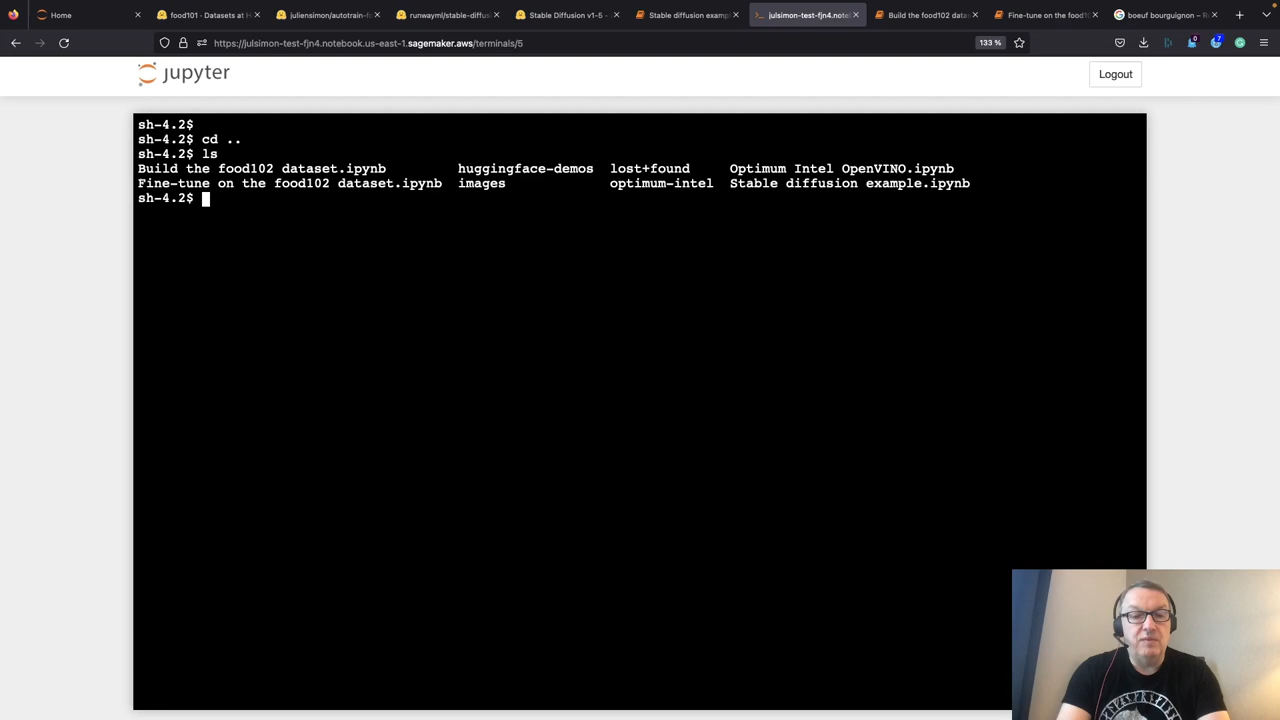 Home
food101 · Datasets at H
juliensimon/autotrain-fo
runwayml/stable-diffus
Stable Diffusion v1-5 -
Stable diffusion examp
julsimon-test-fjn4.note
Build the food102 data
Fine-tune on the food10
boeuf bourguignon – R
https://julsimon-test-fjn4.notebook.us-east-1.sagemaker.aws/terminals/5
133 %
0
7
jupyter
Logout
sh-4.2$
sh-4.2$ cd ..
sh-4.2$ ls
Build the food102 dataset.ipynb huggingface-demos lost+found Optimum Intel OpenVINO.ipynb
Fine-tune on the food102 dataset.ipynb images optimum-intel Stable diffusion example.ipynb
sh-4.2$